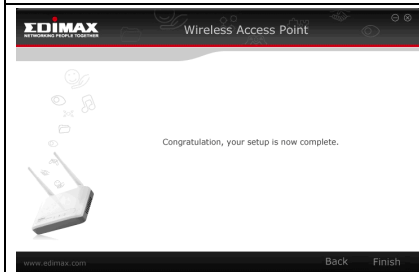 EDIMAX
NETWORKING PEOPLE TOGETHER
Wireless Access Point
Congratulation, your setup is now complete.
www.edimax.com
Back
Finish